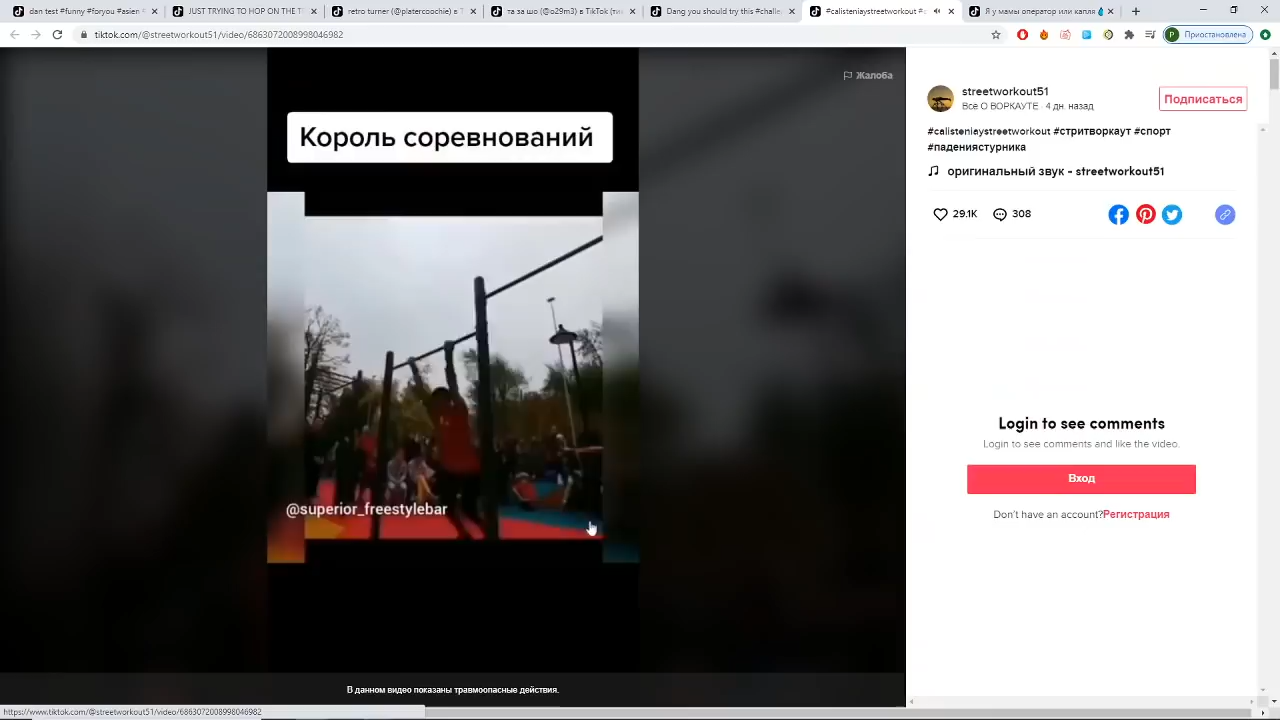 dan test #funny #foryou #asien
JUST TRYING TO HOP ON THE T
retro turner (@platercoochie) в T
та за шо (@o29m3) в TikTok (тик
Dang you should try this #challe
#calisteniaystreetworkout #
Я у мамы оператор или капля
tiktok.com/@streetworkout51/video/6863072008998046982
P Приостановлена
Жалоба
Король соревнований
@superior_freestylebar
В данном видео показаны травмоопасные действия.
https://www.tiktok.com/@streetworkout51/video/6863072008998046982
streetworkout51
Всё О ВОРКАУТЕ · 4 дн. назад
Подписаться
#calisteniaystreetworkout #стритворкаут #спорт
#падениястурника
оригинальный звук - streetworkout51
29.1K 308
Login to see comments
Login to see comments and like the video.
Вход
Don't have an account?Регистрация